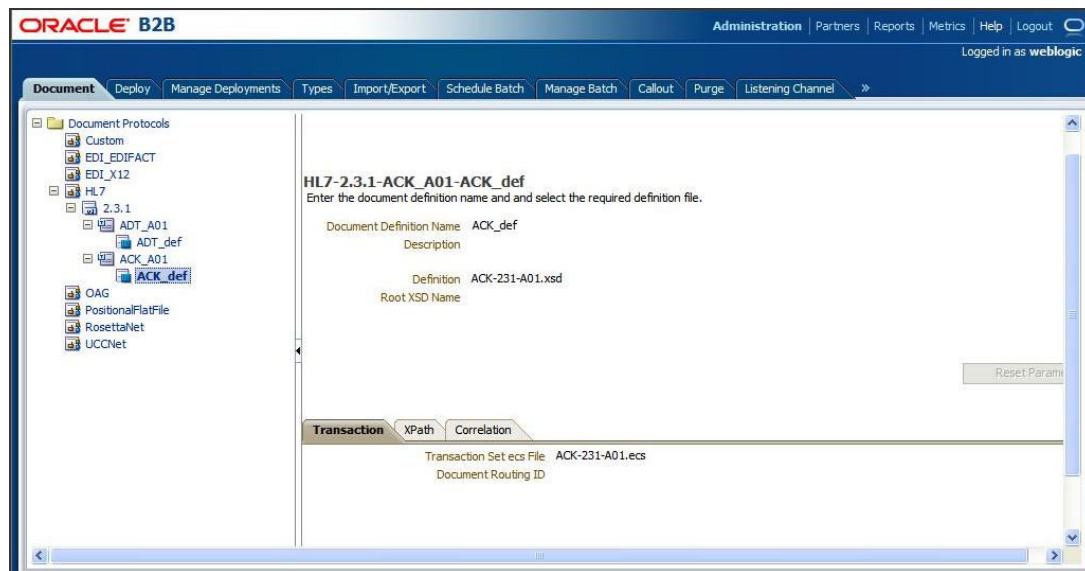 ORACLE B2B
Administration | Partners | Reports | Metrics | Help | Logout
Logged in as weblogic
Document Deploy Manage Deployments Types Import/Export Schedule Batch Manage Batch Callout Purge Listening Channel »
Document Protocols
Custom
EDI_EDIFACT
EDI_X12
HL7
2.3.1
ADT_A01
ADT_def
ACK_A01
ACK_def
OAG
PositionalFlatFile
RosettaNet
UCCNet
HL7-2.3.1-ACK_A01-ACK_def
Enter the document definition name and and select the required definition file.
Document Definition Name ACK_def
Description
Definition ACK-231-A01.xsd
Root XSD Name
Reset Parame
Transaction XPath Correlation
Transaction Set ecs File ACK-231-A01.ecs
Document Routing ID